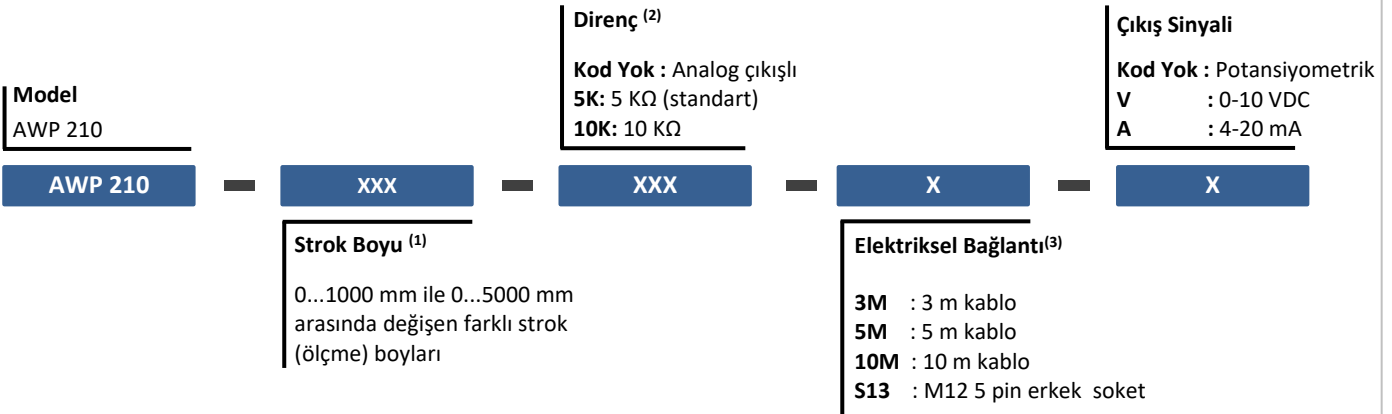 Model
AWP 210
Direnç (2)
Kod Yok : Analog çıkışlı
5K: 5 KΩ (standart)
10K: 10 KΩ
Çıkış Sinyali
Kod Yok : Potansiyometrik
V : 0-10 VDC
A : 4-20 mA
AWP 210 - XXX - XXX - X - X
Strok Boyu (1)
0...1000 mm ile 0...5000 mm
arasında değişen farklı strok
(ölçme) boyları
Elektriksel Bağlantı(3)
3M : 3 m kablo
5M : 5 m kablo
10M : 10 m kablo
S13 : M12 5 pin erkek soket